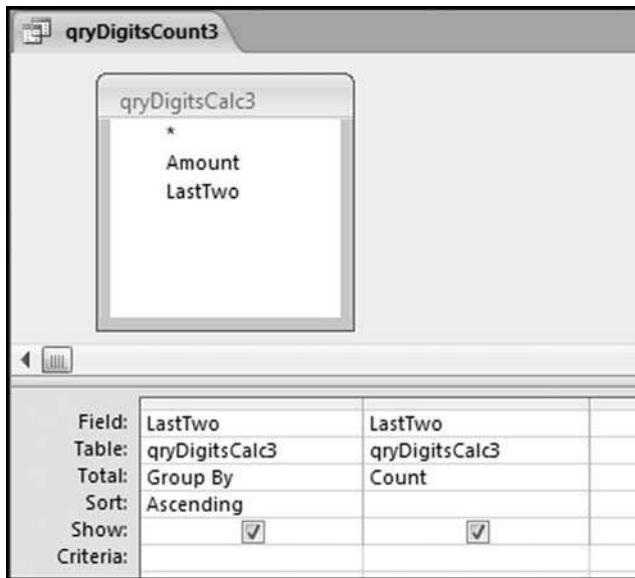 qryDigitsCount3
qryDigitsCalc3
*
Amount
LastTwo
Field: LastTwo LastTwo
Table: qryDigitsCalc3 qryDigitsCalc3
Total: Group By Count
Sort: Ascending
Show:
Criteria: